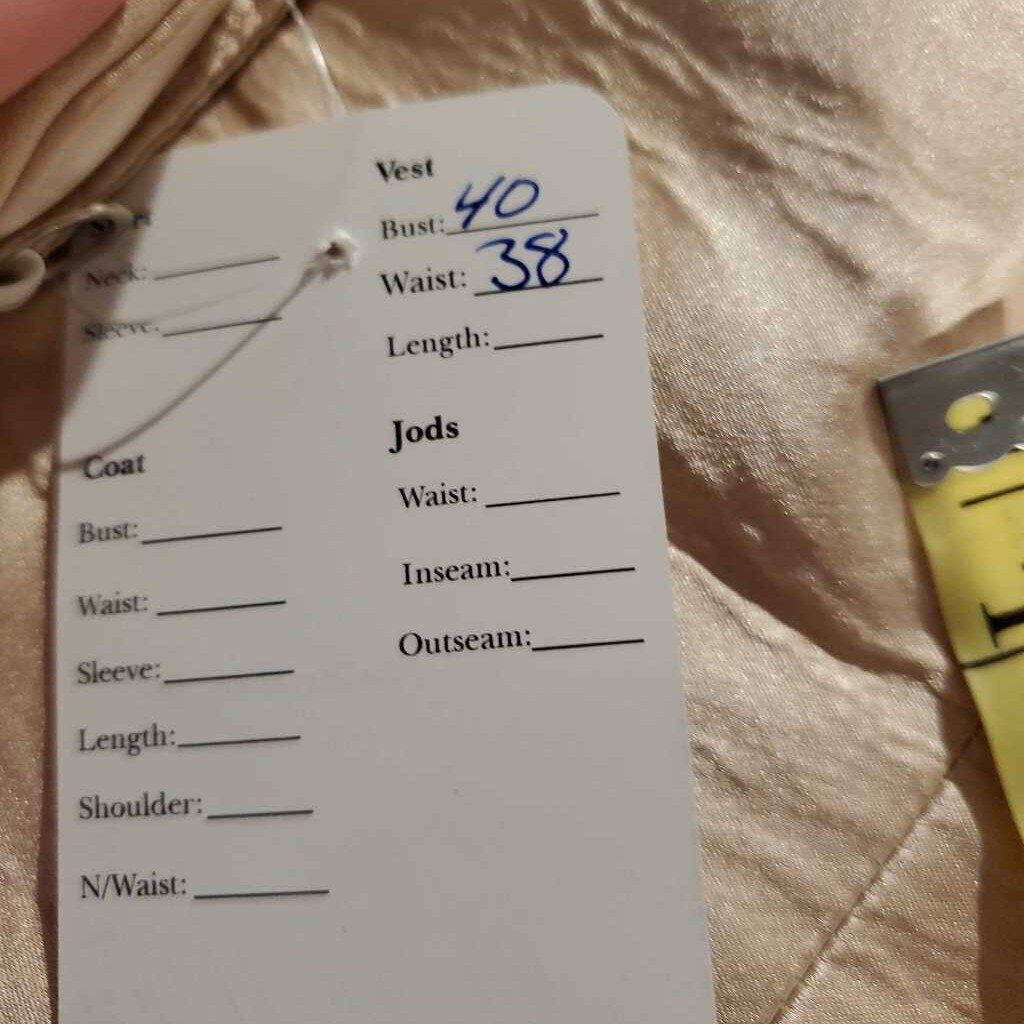 Neck:
Sleeve:
Coat
Bust:
Waist:
Sleeve:
Length:
Shoulder:
N/Waist:
Vest
Bust: 40
Waist: 38
Length:
Jods
Waist:
Inseam:
Outseam: